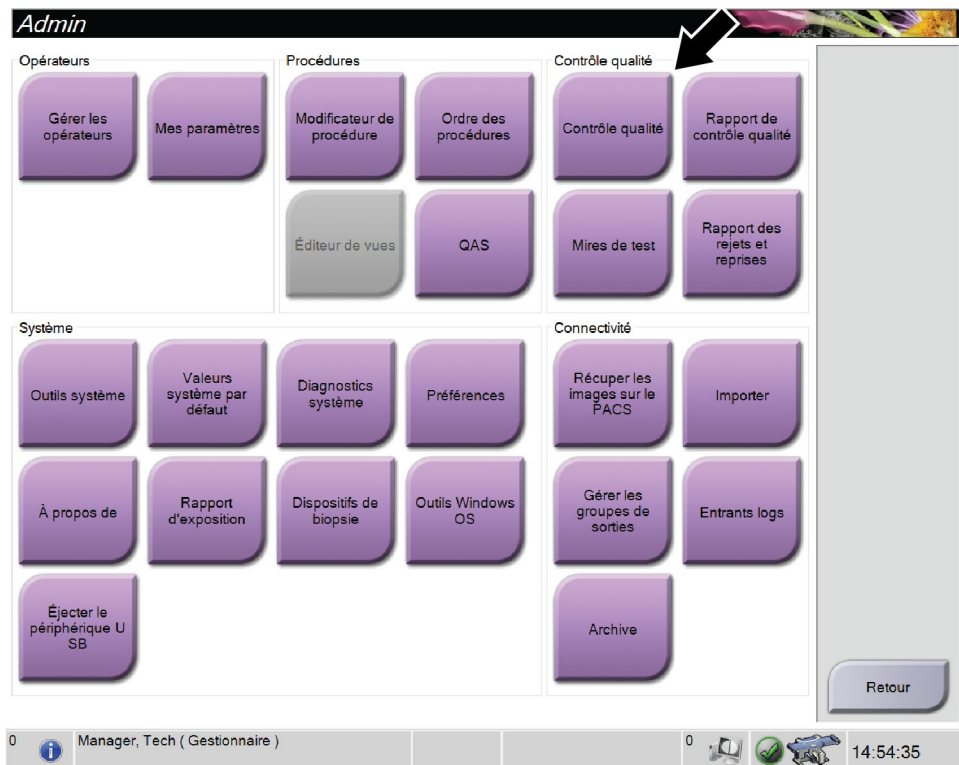 Admin
Opérateurs
Gérer les
opérateurs
Mes paramètres
Procédures
Modificateur de
procédure
Ordre des
procédures
Éditeur de vues
QAS
Contrôle qualité
Contrôle qualité
Rapport de
contrôle qualité
Mires de test
Rapport des
rejets et
reprises
Système
Outils système
Valeurs
système par
défaut
Diagnostics
système
Préférences
À propos de
Rapport
d'exposition
Dispositifs de
biopsie
Outils Windows
OS
Éjecter le
périphérique U
SB
Connectivité
Récuper les
images sur le
PACS
Importer
Gérer les
groupes de
sorties
Entrants logs
Archive
Retour
0
Manager, Tech ( Gestionnaire )
0
14:54:35